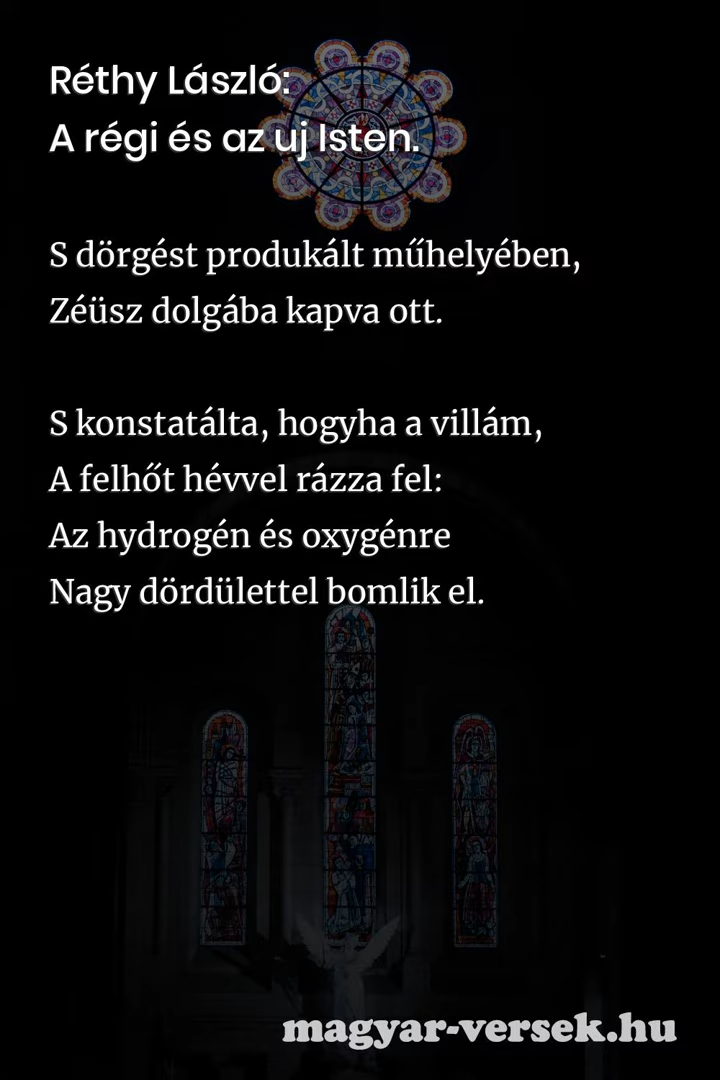 Réthy László:
A régi és az uj Isten.
S dörgést produkált műhelyében,
Zéüsz dolgába kapva ott.
S konstatálta, hogyha a villám,
A felhőt hévvel rázza fel:
Az hydrogén és oxygénre
Nagy dördülettel bomlik el.
magyar-versek.hu